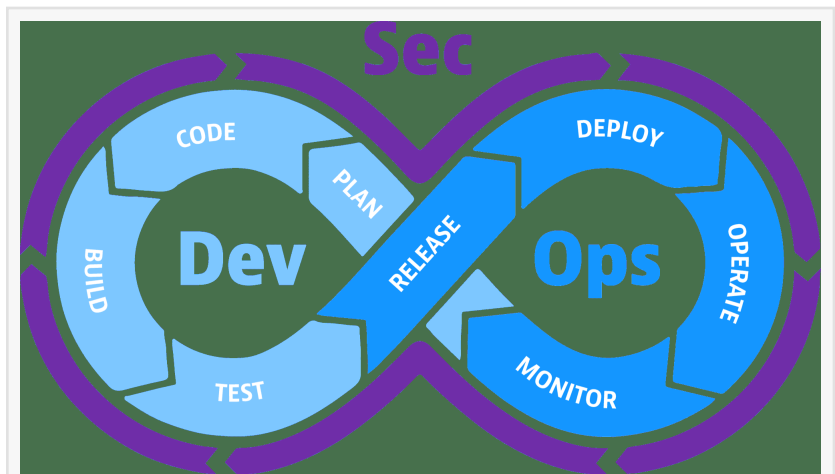 Sec
CODE
PLAN
DEPLOY
BUILD
Dev
RELEASE
Ops
OPERATE
TEST
MONITOR